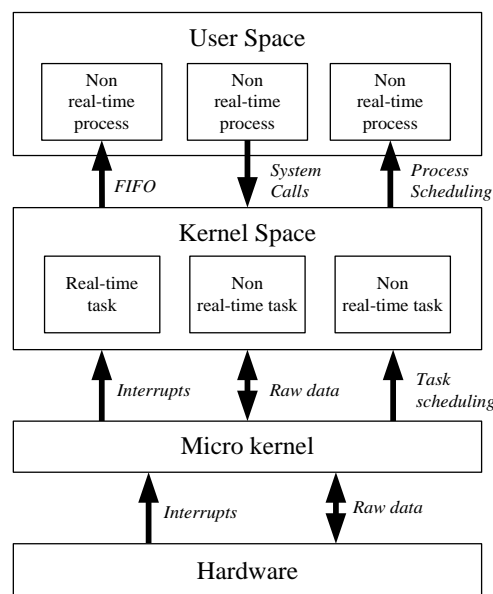 User Space
Non
real-time
process
Non
real-time
process
Non
real-time
process
FIFO
System
Calls
Process
Scheduling
Kernel Space
Real-time
task
Non
real-time task
Non
real-time task
Interrupts
Raw data
Task
scheduling
Micro kernel
Interrupts
Raw data
Hardware